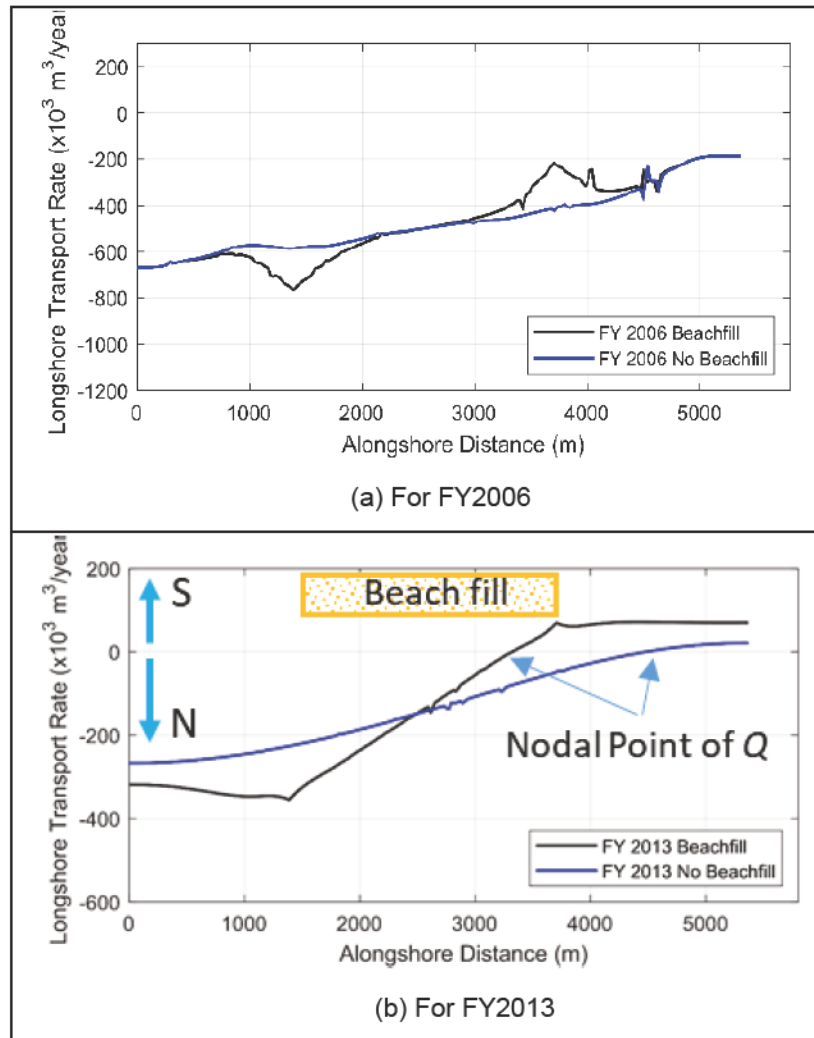 Longshore Transport Rate (x10³ m³/year)
200
0
-200
-400
-600
-800
-1000
-1200
0
1000
2000
3000
4000
5000
Alongshore Distance (m)
FY 2006 Beachfill
FY 2006 No Beachfill
(a) For FY2006
Longshore Transport Rate (x10³ m³/year
200
0
-200
-400
-600
S
N
Beach fill
Nodal Point of Q
0
1000
2000
3000
4000
5000
Alongshore Distance (m)
FY 2013 Beachfill
FY 2013 No Beachfill
(b) For FY2013